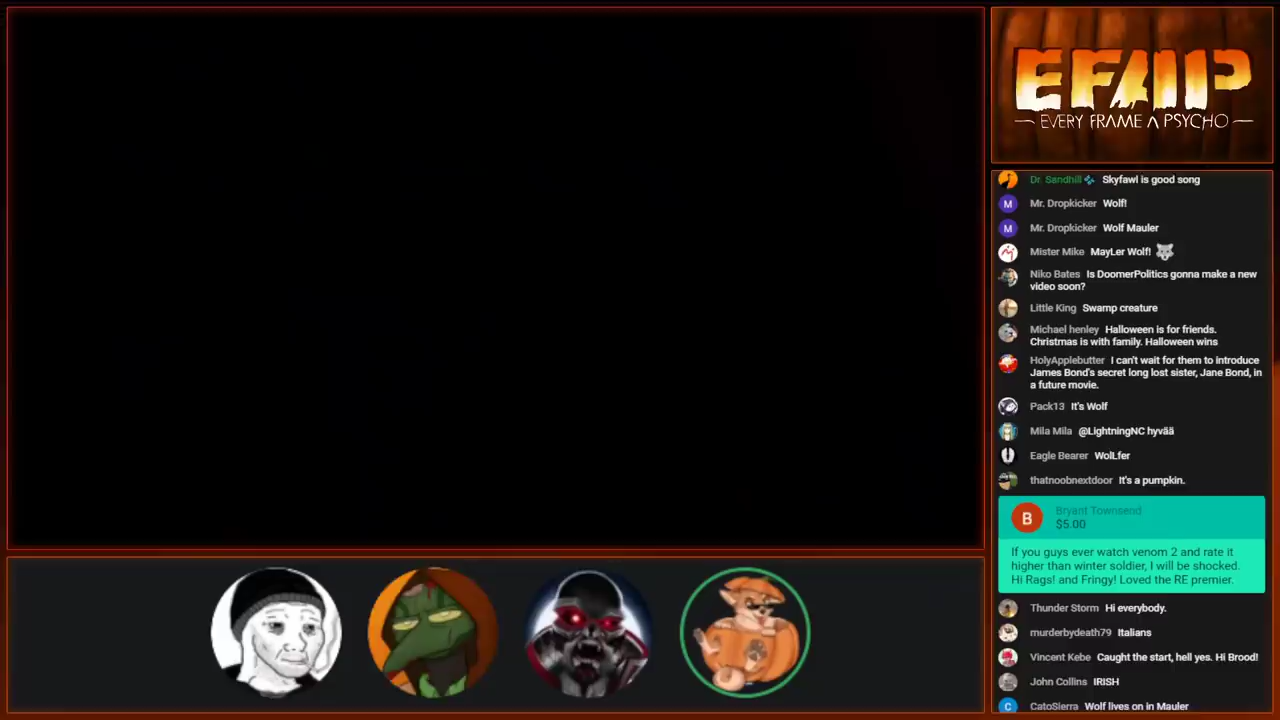 EFAP
EVERY FRAME A PSYCHO
Dr. Sandhill Skyfawl is good song
M Mr. Dropkicker Wolf!
M Mr. Dropkicker Wolf Mauler
Mister Mike MayLer Wolf!
Niko Bates Is DoomerPolitics gonna make a new
video soon?
Little King Swamp creature
Michael henley Halloween is for friends.
Christmas is with family. Halloween wins
HolyApplebutter I can't wait for them to introduce
James Bond's secret long lost sister, Jane Bond, in
a future movie.
Pack13 It's Wolf
Mila Mila @LightningNC hyvää
Eagle Bearer WolLfer
thatnoobnextdoor It's a pumpkin.
B Bryant Townsend
$5.00
If you guys ever watch venom 2 and rate it
higher than winter soldier, I will be shocked.
Hi Rags! and Fringy! Loved the RE premier.
Thunder Storm Hi everybody.
murderbydeath79 Italians
Vincent Kebe Caught the start, hell yes. Hi Brood!
John Collins IRISH
C CatoSierra Wolf lives on in Mauler